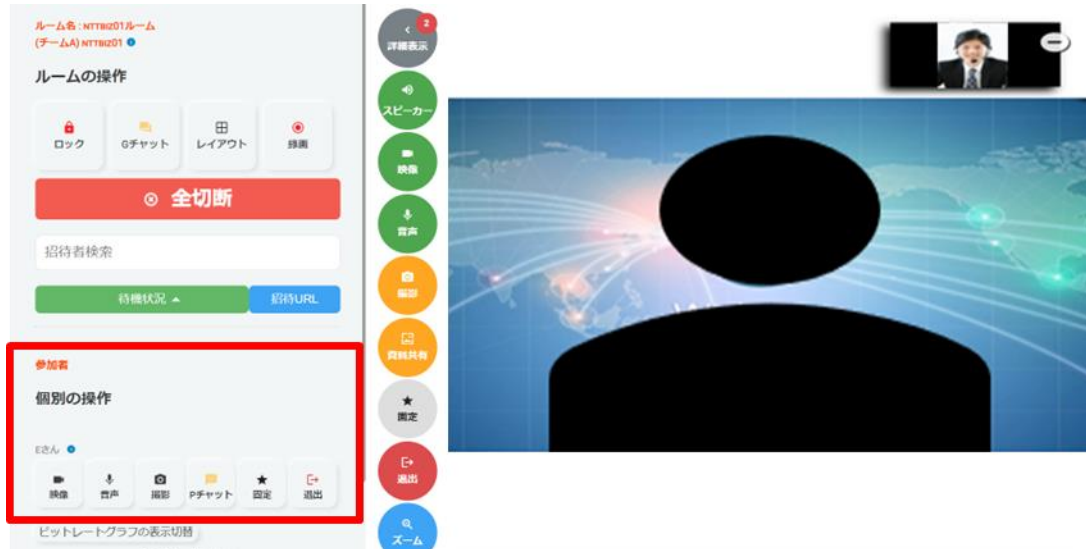 ルーム名 : NTTBIZ01ルーム
(チームA) NTTBIZ01
ルームの操作
ロック
Gチャット
レイアウト
録画
全切断
招待者検索
待機状況
招待URL
参加者
個別の操作
Eさん
映像
音声
撮影
Pチャット
固定
退出
ビットレートグラフの表示切替
2
詳細表示
スピーカー
映像
音声
撮影
資料共有
固定
退出
ズーム